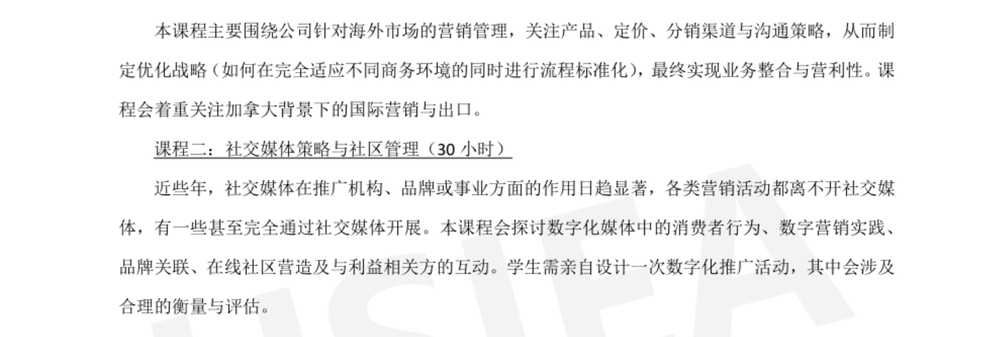 本课程主要围绕公司针对海外市场的营销管理，关注产品、定价、分销渠道与沟通策略，从而制
定优化战略（如何在完全适应不同商务环境的同时进行流程标准化），最终实现业务整合与营利性。课
程会着重关注加拿大背景下的国际营销与出口。
课程二：社交媒体策略与社区管理（30 小时）
近些年，社交媒体在推广机构、品牌或事业方面的作用日趋显著，各类营销活动都离不开社交媒
体，有一些甚至完全通过社交媒体开展。本课程会探讨数字化媒体中的消费者行为、数字营销实践、
品牌关联、在线社区营造及与利益相关方的互动。学生需亲自设计一次数字化推广活动，其中会涉及
合理的衡量与评估。